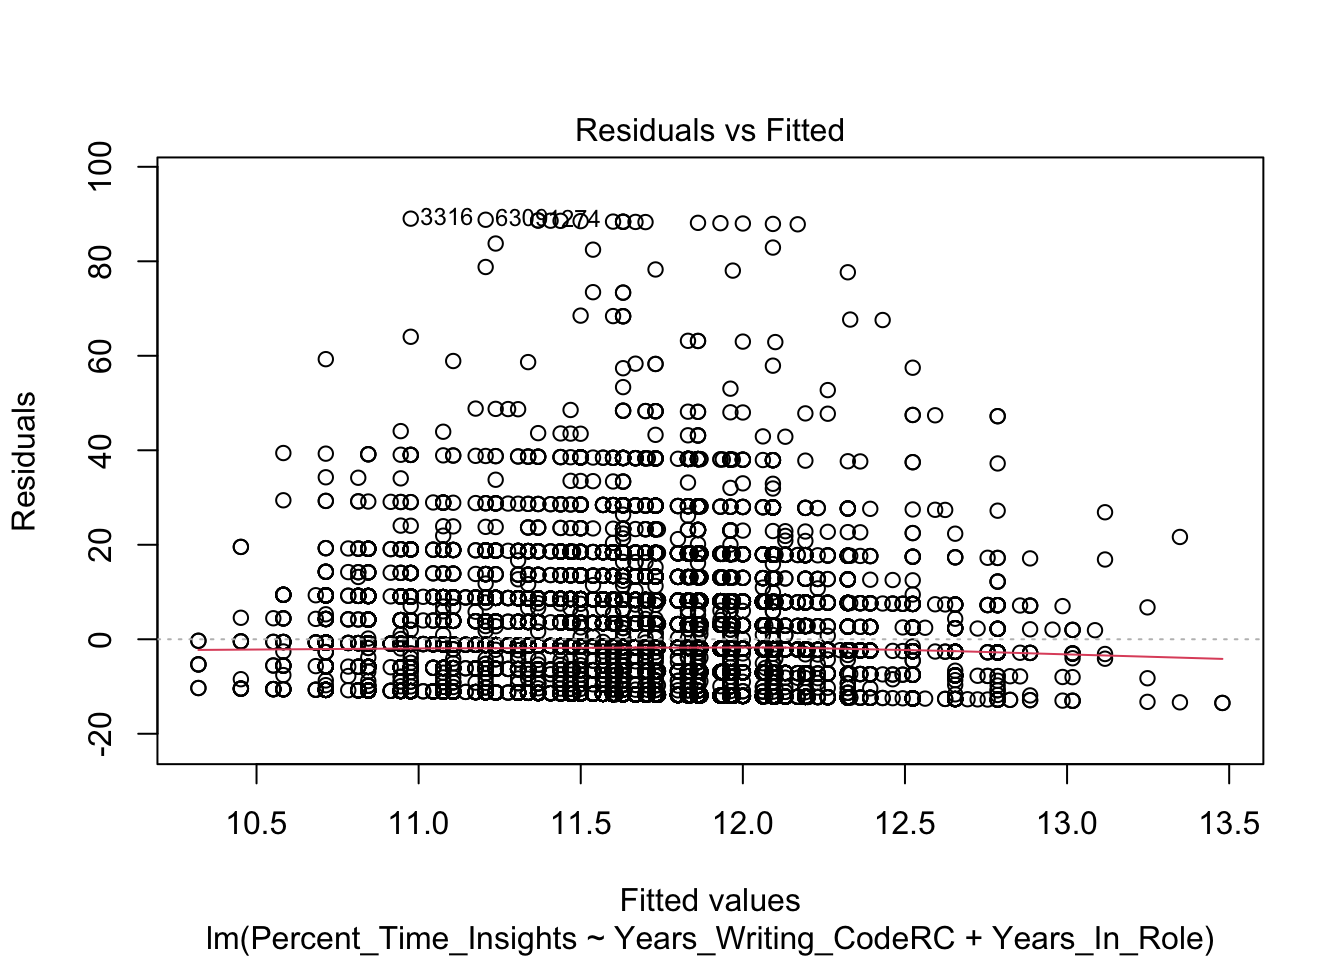 Residuals vs Fitted
100
80
60
40
20
0
-20
Residuals
3316
10.5 11.0 11.5 12.0 12.5 13.0 13.5
Fitted values
lm(Percent_Time_Insights ~ Years_Writing_CodeRC + Years_In_Role)